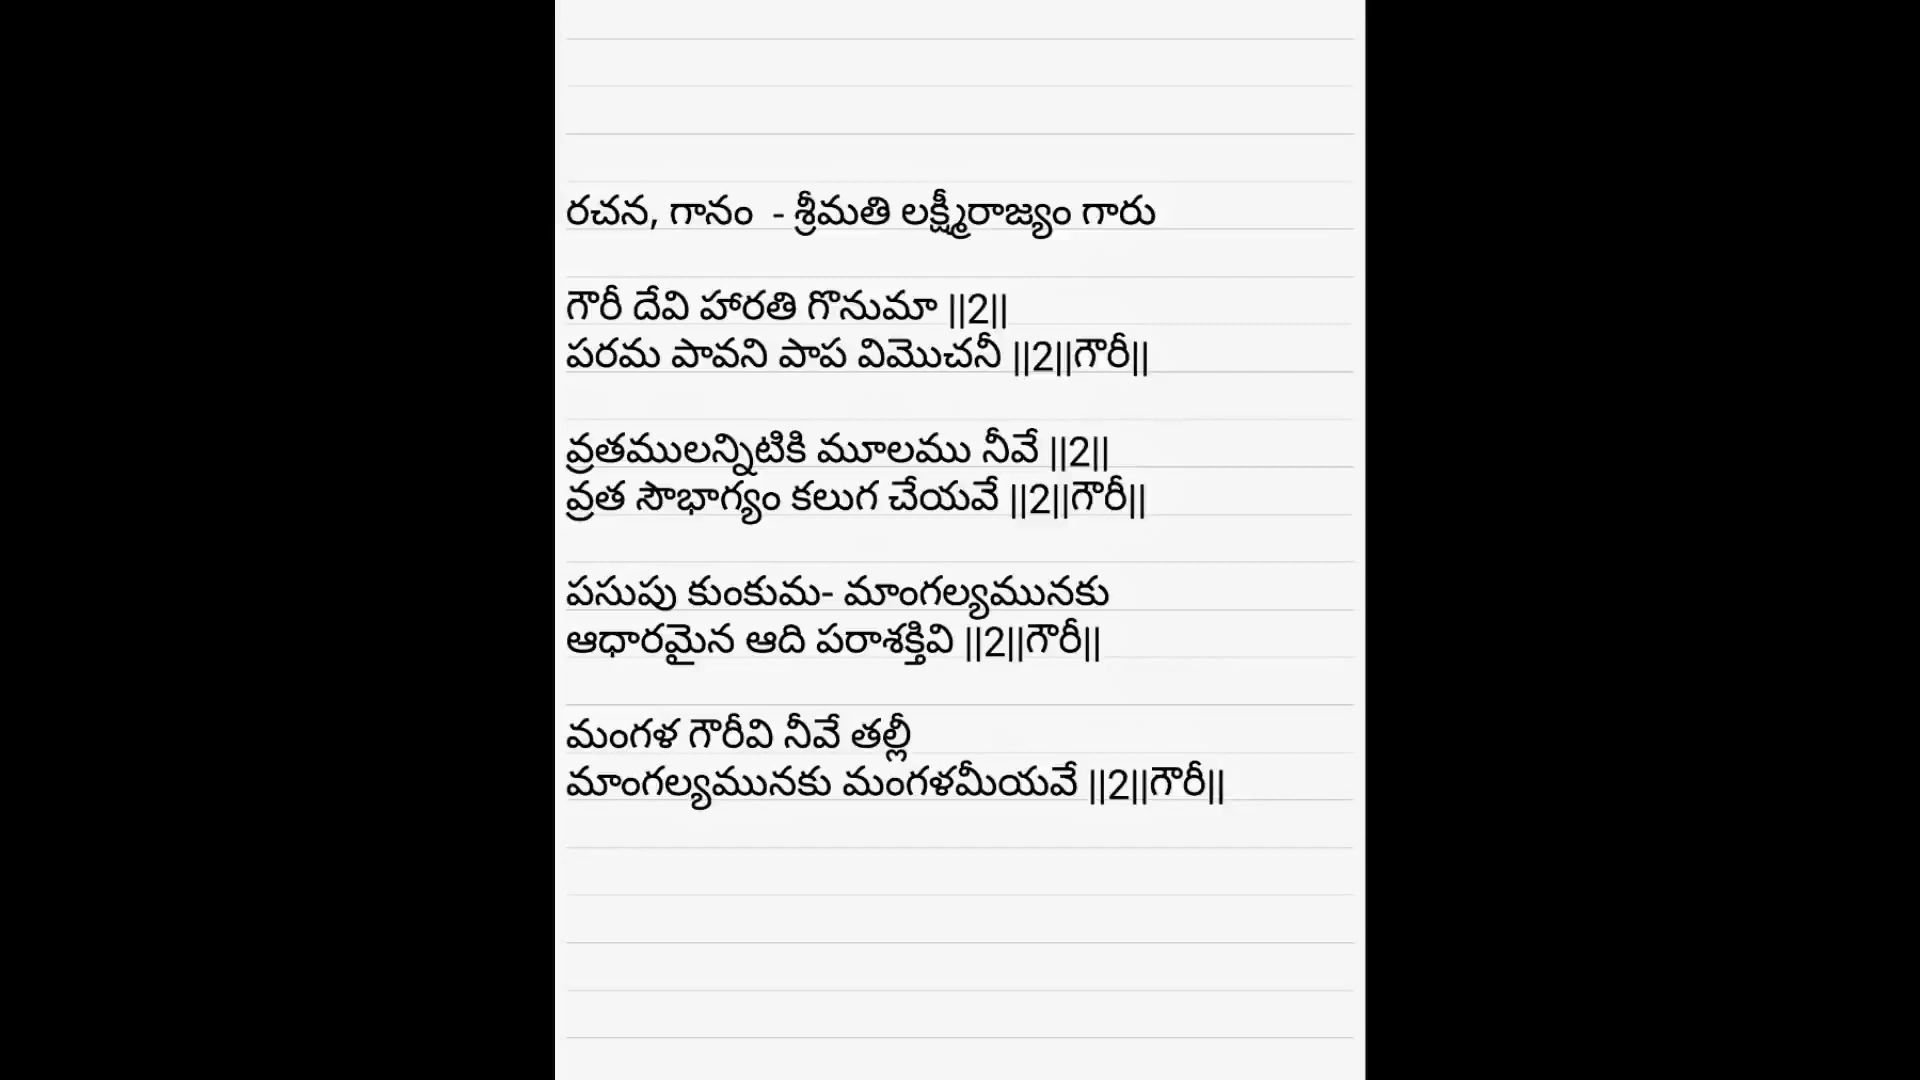 రచన, గానం - శ్రీమతి లక్ష్మీరాజ్యం గారు
గౌరీ దేవి హారతి గొనుమా ||2||
పరమ పావని పాప విమొచనీ ||2||గౌరీ||
వ్రతములన్నిటికి మూలము నీవే ||2||
వ్రత సౌభాగ్యం కలుగ చేయవే ||2||గౌరీ||
పసుపు కుంకుమ- మాంగల్యమునకు
ఆధారమైన ఆది పరాశక్తివి ||2||గౌరీ||
మంగళ గౌరీవి నీవే తల్లీ
మాంగల్యమునకు మంగళమీయవే ||2||గౌరీ||